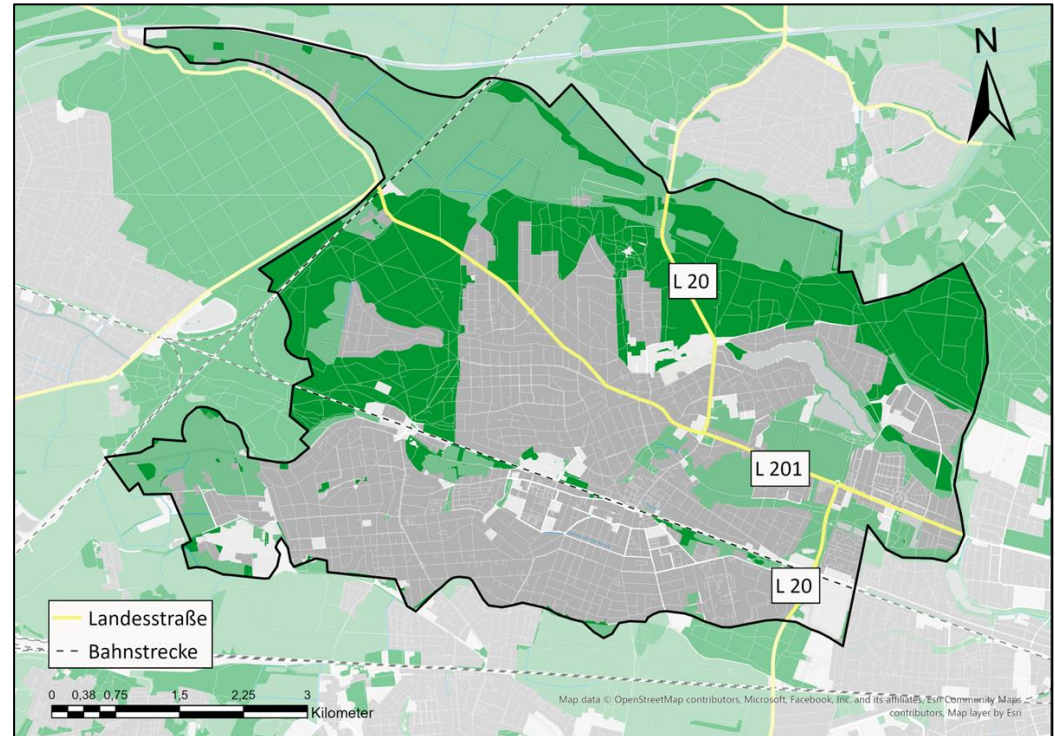 N
L 20
L 201
L 20
Landesstraße
Bahnstrecke
0 0,38 0,75 1,5 2,25 3
Kilometer
Map data © OpenStreetMap contributors, Microsoft, Facebook, Inc. and its affiliates, Esri Community Maps
contributors, Map layer by Esri